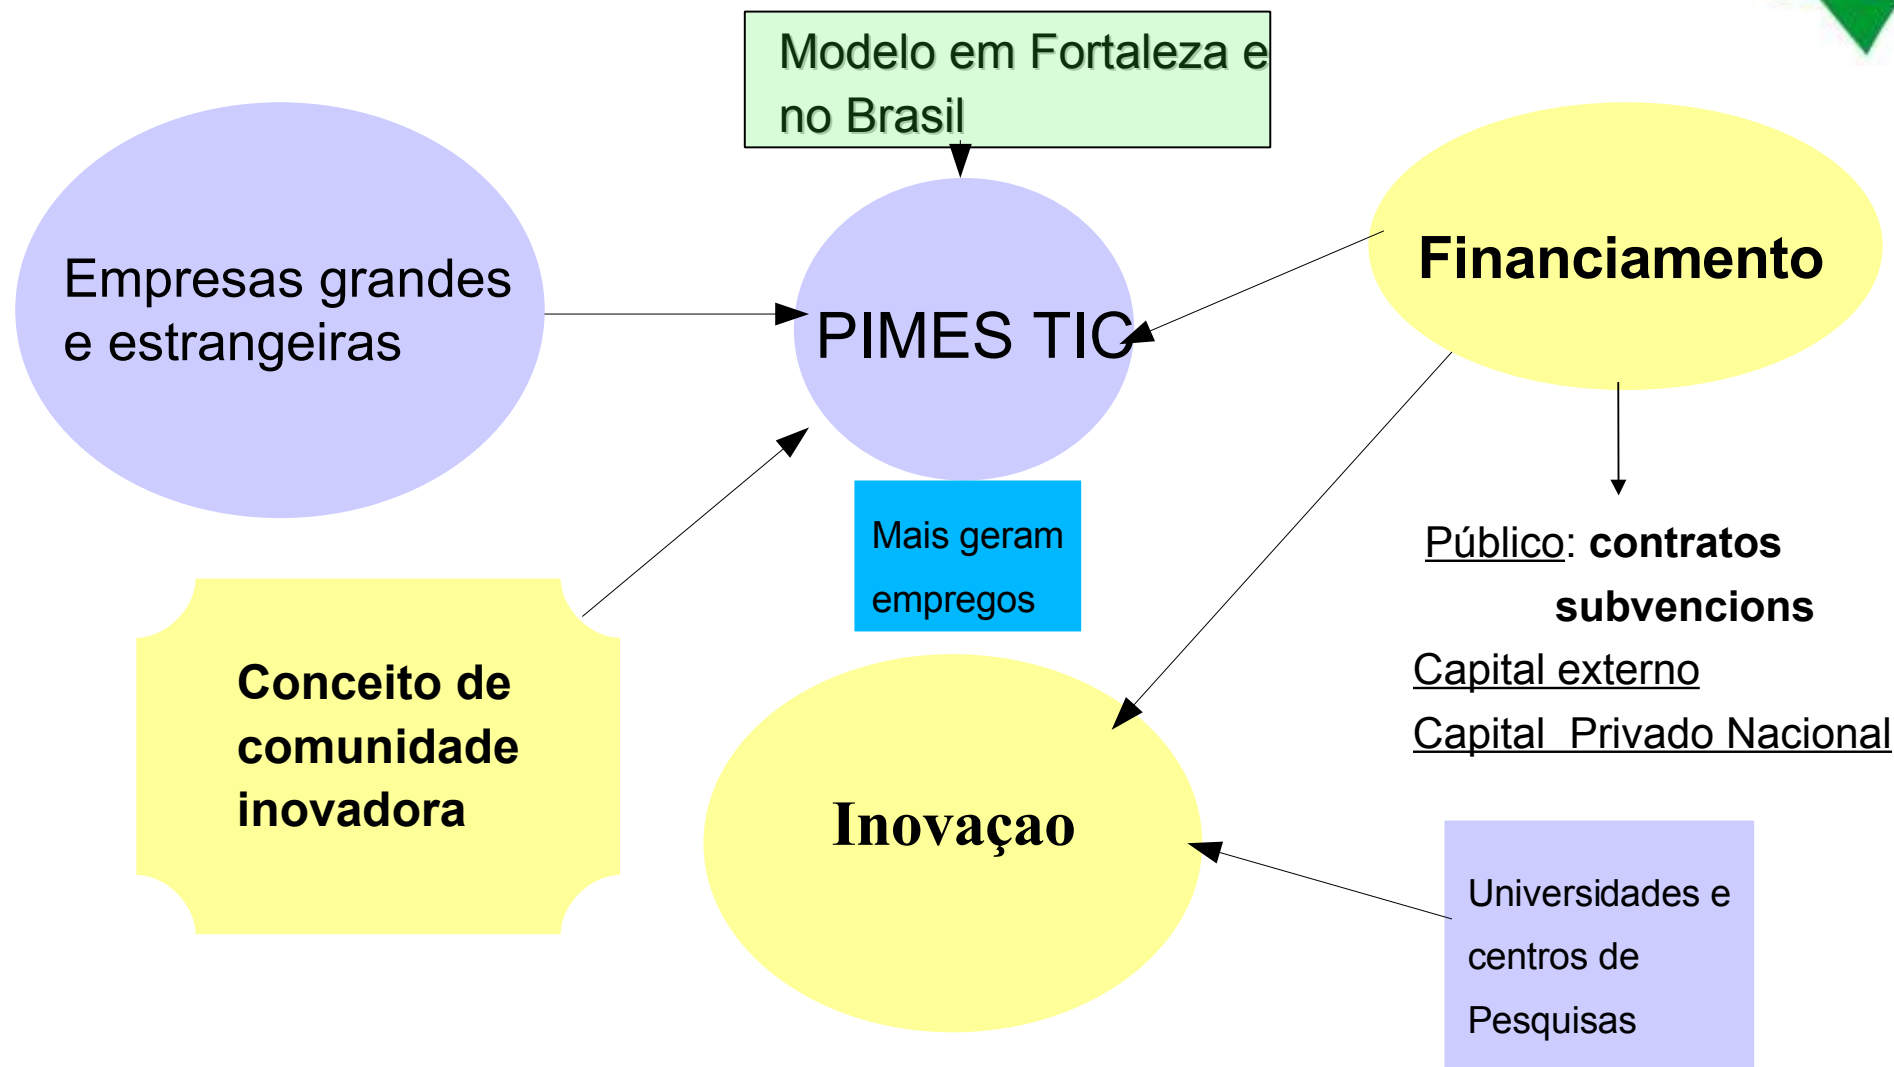 Modelo em Fortaleza e
no Brasil
Empresas grandes
e estrangeiras
PIMES TIC
Financiamento
Mais geram
empregos
Público: contratos
subvencions
Capital externo
Capital Privado Nacional
Conceito de
comunidade
inovadora
Inovaçao
Universidades e
centros de
Pesquisas